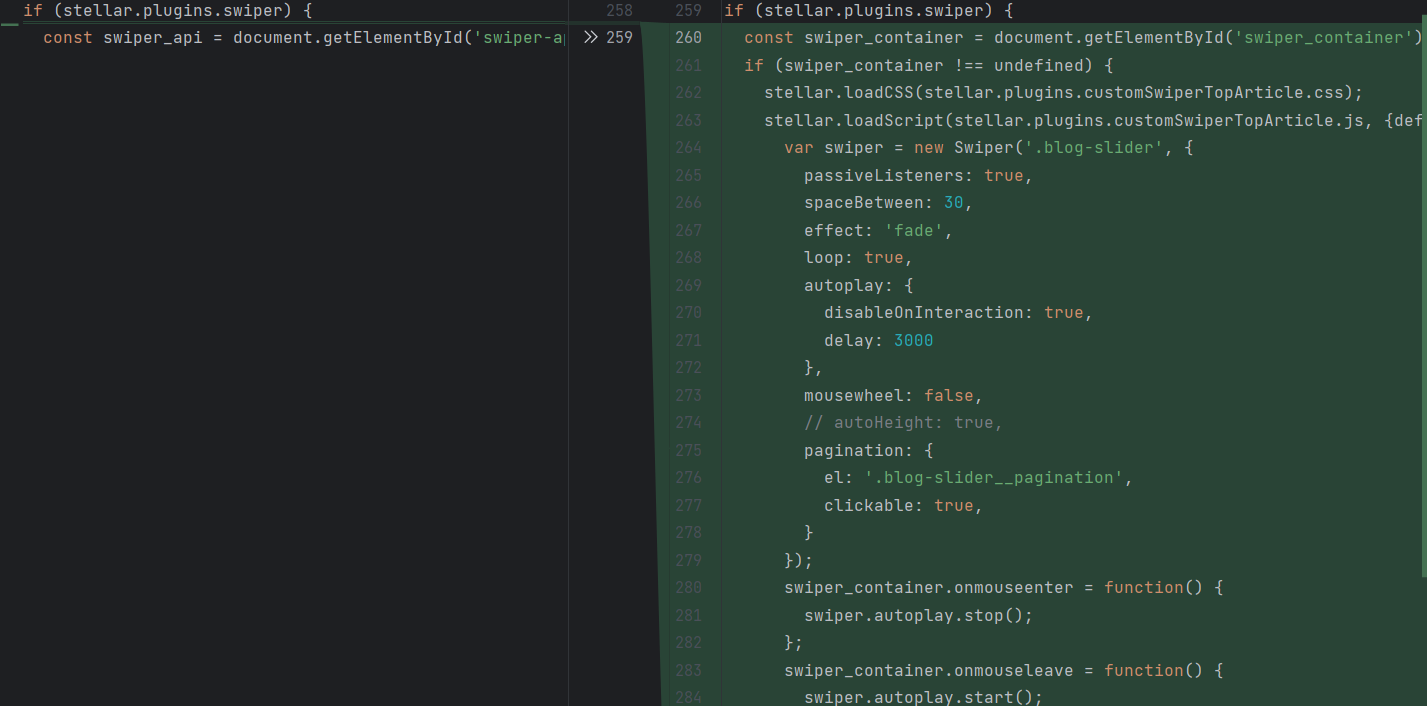 if (stellar.plugins.swiper) {
258
const swiper_api = document.getElementById('swiper-ap
259
259 if (stellar.plugins.swiper) {
260 const swiper_container = document.getElementById('swiper_container')
261 if (swiper_container !== undefined) {
262 stellar.loadCSS(stellar.plugins.customSwiperTopArticle.css);
263 stellar.loadScript(stellar.plugins.customSwiperTopArticle.js, {def
264 var swiper = new Swiper('.blog-slider', {
265 passiveListeners: true,
266 spaceBetween: 30,
267 effect: 'fade',
268 loop: true,
269 autoplay: {
270 disableOnInteraction: true,
271 delay: 3000
272 },
273 mousewheel: false,
274 // autoHeight: true,
275 pagination: {
276 el: '.blog-slider__pagination',
277 clickable: true,
278 }
279 });
280 swiper_container.onmouseenter = function() {
281 swiper.autoplay.stop();
282 };
283 swiper_container.onmouseleave = function() {
284 swiper.autoplay.start();